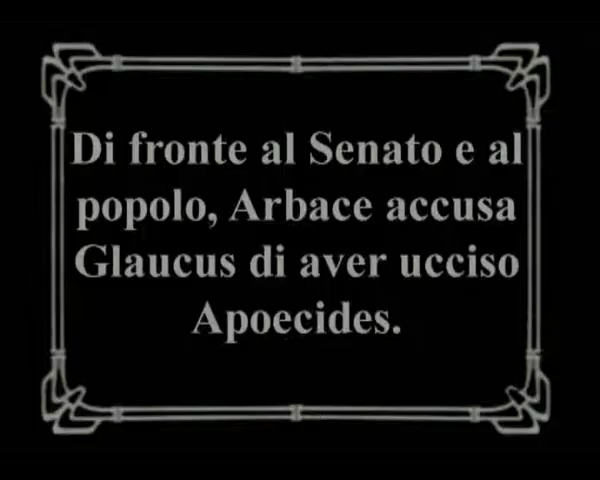 Di fronte al Senato e al
popolo, Arbace accusa
Glaucus di aver ucciso
Apoecides.